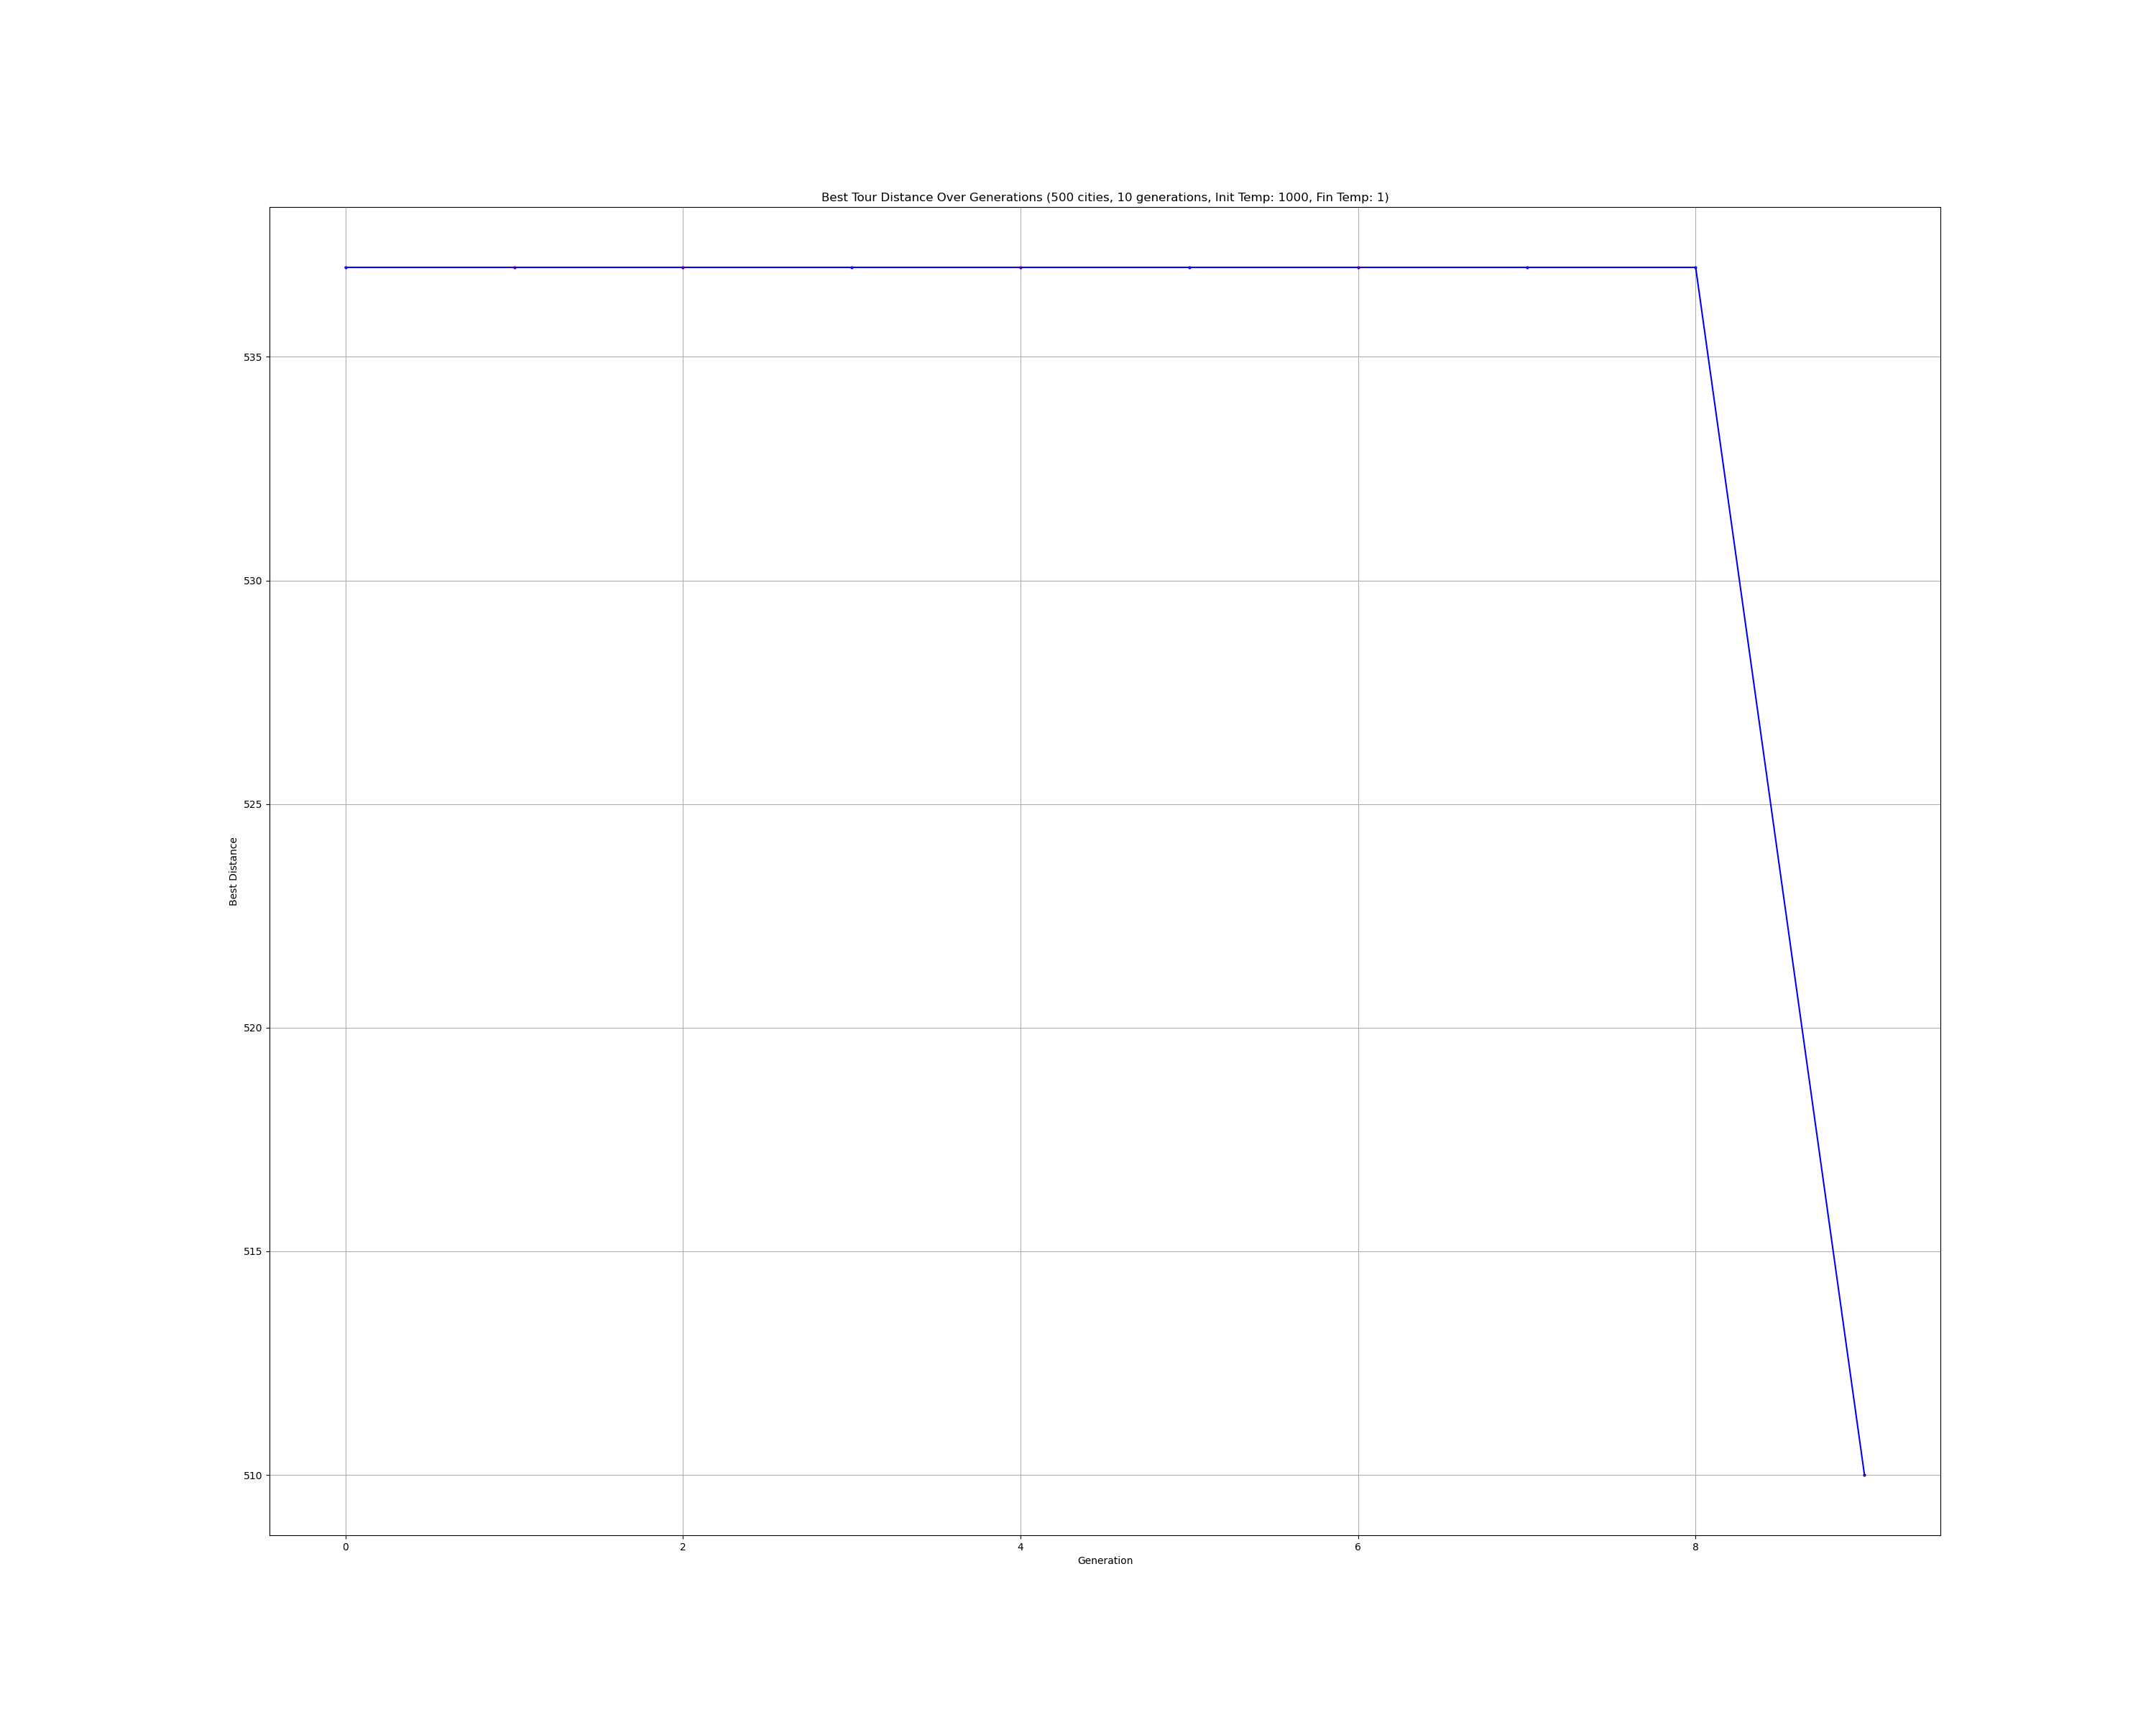 Best Tour Distance Over Generations (500 cities, 10 generations, Init Temp: 1000, Fin Temp: 1)
535
530
525
520
515
510
Best Distance
0 2 4 6 8
Generation